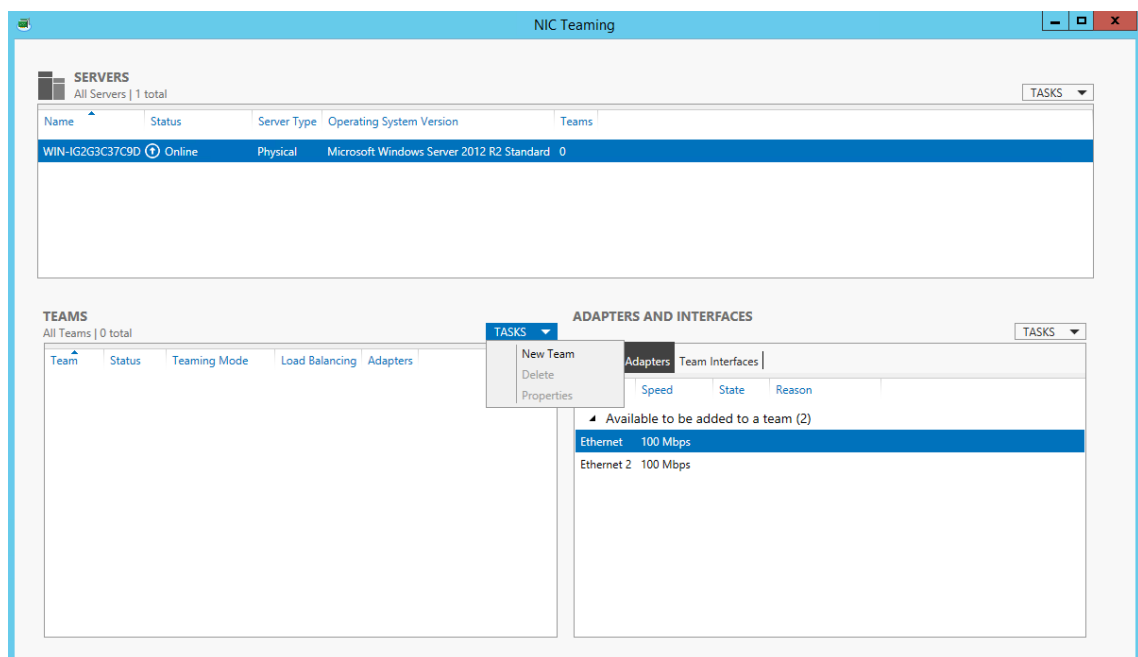 NIC Teaming
SERVERS
All Servers | 1 total
TASKS
Name Status Server Type Operating System Version Teams
WIN-IG2G3C37C9D Online Physical Microsoft Windows Server 2012 R2 Standard 0
TEAMS
All Teams | 0 total
TASKS
Team Status Teaming Mode Load Balancing Adapters
New Team
Delete
Properties
ADAPTERS AND INTERFACES
TASKS
Adapters Team Interfaces
Speed State Reason
Available to be added to a team (2)
Ethernet 100 Mbps
Ethernet 2 100 Mbps